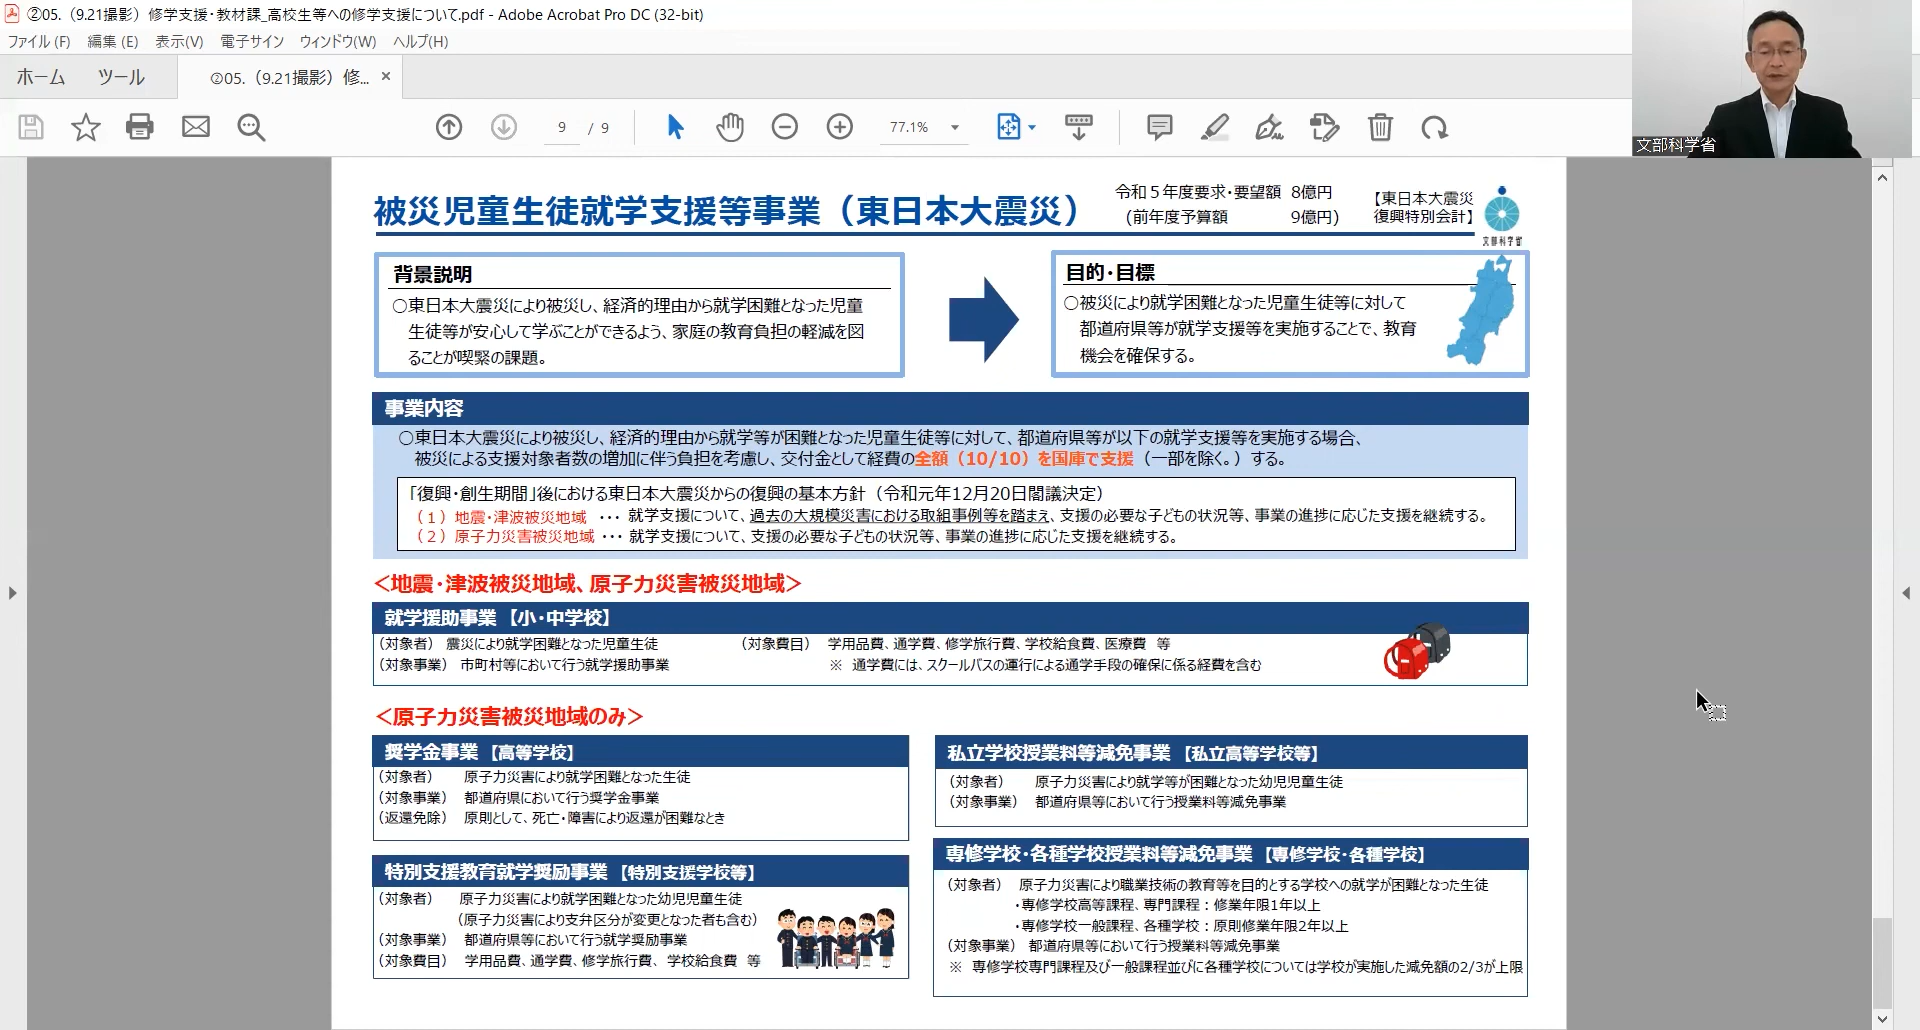 ②05.（9.21撮影）修学支援・教材課_高校生等への修学支援について.pdf - Adobe Acrobat Pro DC (32-bit)
ファイル(F) 編集(E) 表示(V) 電子サイン ウィンドウ(W) ヘルプ(H)
ホーム ツール ②05.（9.21撮影）修... ×
9 / 9 77.1%
文部科学省
被災児童生徒就学支援等事業（東日本大震災）
令和５年度要求・要望額 8億円
(前年度予算額 9億円)
【東日本大震災
復興特別会計】
文部科学省
背景説明
○東日本大震災により被災し、経済的理由から就学困難となった児童
生徒等が安心して学ぶことができるよう、家庭の教育負担の軽減を図
ることが喫緊の課題。
目的・目標
○被災により就学困難となった児童生徒等に対して
都道府県等が就学支援等を実施することで、教育
機会を確保する。
事業内容
○東日本大震災により被災し、経済的理由から就学等が困難となった児童生徒等に対して、都道府県等が以下の就学支援等を実施する場合、
被災による支援対象者数の増加に伴う負担を考慮し、交付金として経費の全額（10/10）を国庫で支援（一部を除く。）する。
「復興・創生期間」後における東日本大震災からの復興の基本方針（令和元年12月20日閣議決定）
（１）地震・津波被災地域 ・・・ 就学支援について、過去の大規模災害における取組事例等を踏まえ、支援の必要な子どもの状況等、事業の進捗に応じた支援を継続する。
（２）原子力災害被災地域・・・ 就学支援について、支援の必要な子どもの状況等、事業の進捗に応じた支援を継続する。
＜地震・津波被災地域、原子力災害被災地域＞
就学援助事業【小・中学校】
（対象者） 震災により就学困難となった児童生徒
（対象事業） 市町村等において行う就学援助事業
（対象費目） 学用品費、通学費、修学旅行費、学校給食費、医療費 等
※ 通学費には、スクールバスの運行による通学手段の確保に係る経費を含む
＜原子力災害被災地域のみ＞
奨学金事業【高等学校】
（対象者） 原子力災害により就学困難となった生徒
（対象事業） 都道府県において行う奨学金事業
（返還免除） 原則として、死亡・障害により返還が困難なとき
私立学校授業料等減免事業【私立高等学校等】
（対象者） 原子力災害により就学等が困難となった幼児児童生徒
（対象事業） 都道府県等において行う授業料等減免事業
特別支援教育就学奨励事業【特別支援学校等】
（対象者） 原子力災害により就学困難となった幼児児童生徒
（原子力災害により支弁区分が変更となった者も含む）
（対象事業） 都道府県等において行う就学奨励事業
（対象費目） 学用品費、通学費、修学旅行費、学校給食費 等
専修学校・各種学校授業料等減免事業【専修学校・各種学校】
（対象者） 原子力災害により職業技術の教育等を目的とする学校への就学が困難となった生徒
・専修学校高等課程、専門課程：修業年限1年以上
・専修学校一般課程、各種学校：原則修業年限2年以上
（対象事業） 都道府県等において行う授業料等減免事業
※ 専修学校専門課程及び一般課程並びに各種学校については学校が実施した減免額の2/3が上限